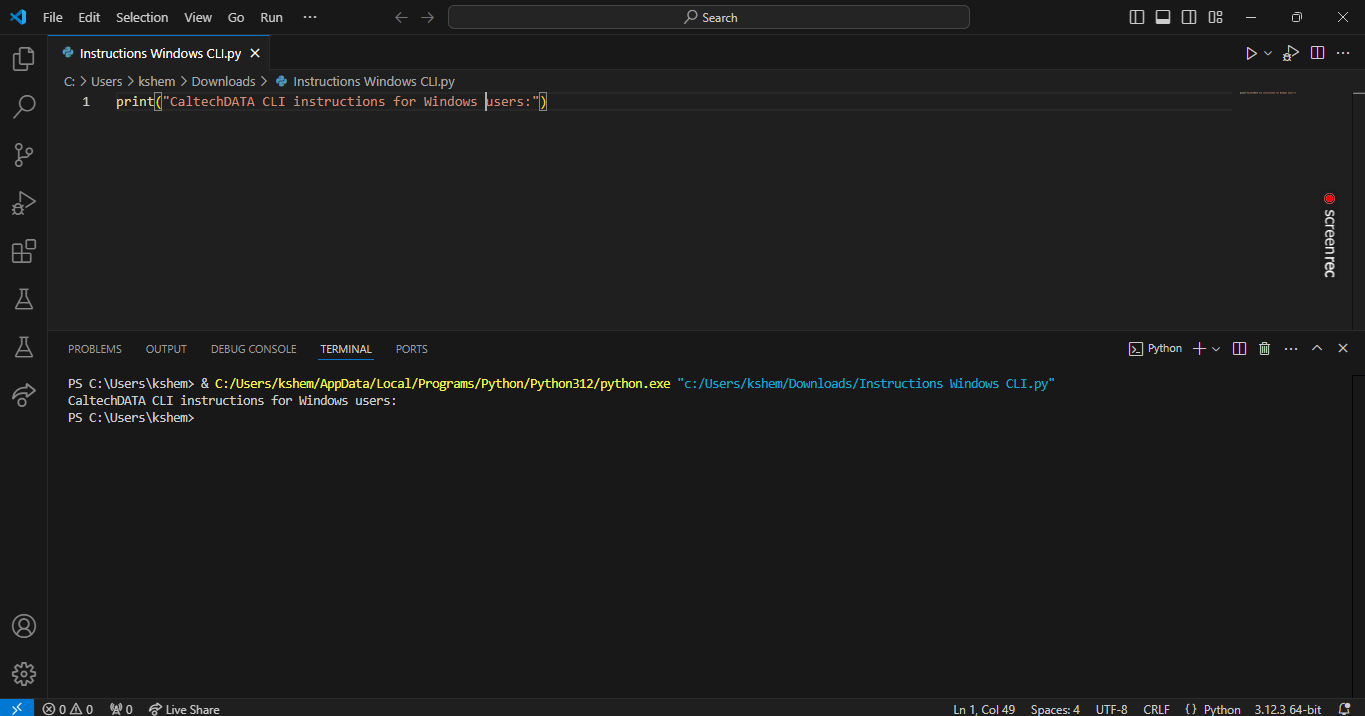 File Edit Selection View Go Run ··· Search
Instructions Windows CLI.py
C: > Users > kshem > Downloads > Instructions Windows CLI.py
1 print("CaltechDATA CLI instructions for Windows users:")
screenrec
PROBLEMS OUTPUT DEBUG CONSOLE TERMINAL PORTS Python
PS C:\Users\kshem> & C:/Users/kshem/AppData/Local/Programs/Python/Python312/python.exe "c:/Users/kshem/Downloads/Instructions Windows CLI.py"
CaltechDATA CLI instructions for Windows users:
PS C:\Users\kshem>
0 0 0 Live Share Ln 1, Col 49 Spaces: 4 UTF-8 CRLF {} Python 3.12.3 64-bit